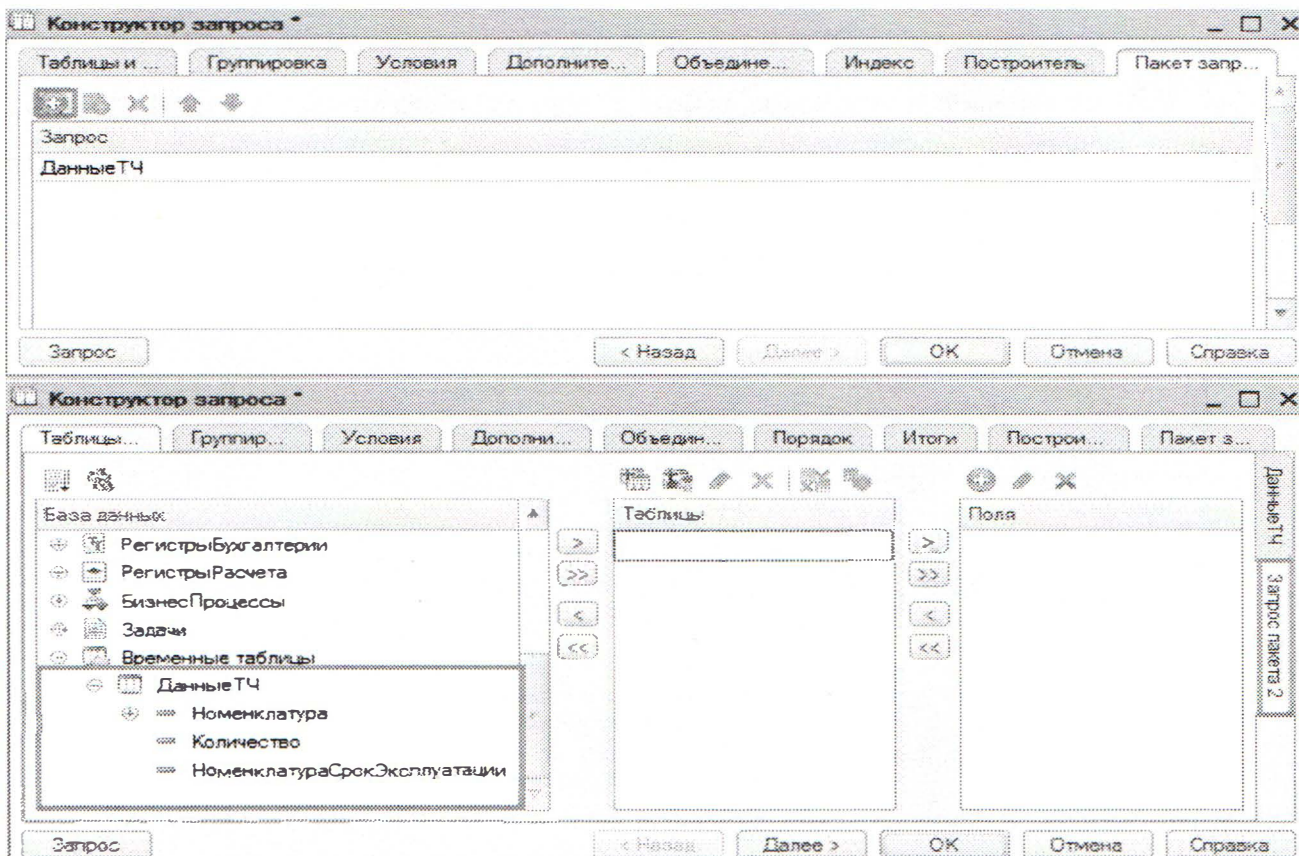 Конструктор запроса *
Таблицы и ... Группировка Условия Дополните... Объедине... Индекс Построитель Пакет запр...
Запрос
ДанныеТЧ
Запрос < Назад Далее > ОК Отмена Справка
Конструктор запроса *
Таблицы... Группир... Условия Дополни... Объедин... Порядок Итоги Построи... Пакет з...
База данных Таблицы Поля
РегистрыБухгалтерии > >
РегистрыРасчета >> >>
БизнесПроцессы < <
Задачи
Временные таблицы << <<
ДанныеТЧ
Номенклатура
Количество
НоменклатураСрокЭксплуатации
ДанныеТЧ
Запрос пакета 2
Запрос < Назад Далее > ОК Отмена Справка